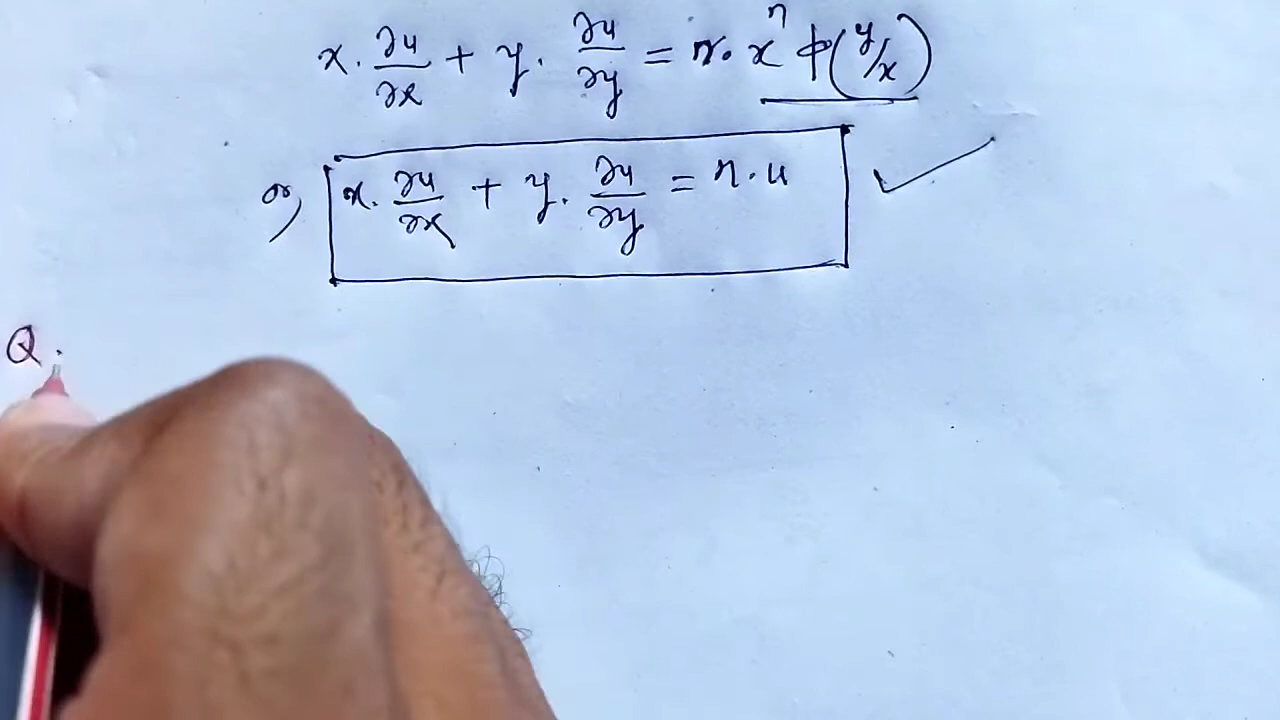 x. ∂u/∂x + y. ∂u/∂y = n. xⁿ φ(y/x)
or, x. ∂u/∂x + y. ∂u/∂y = n.u ✓
Q.